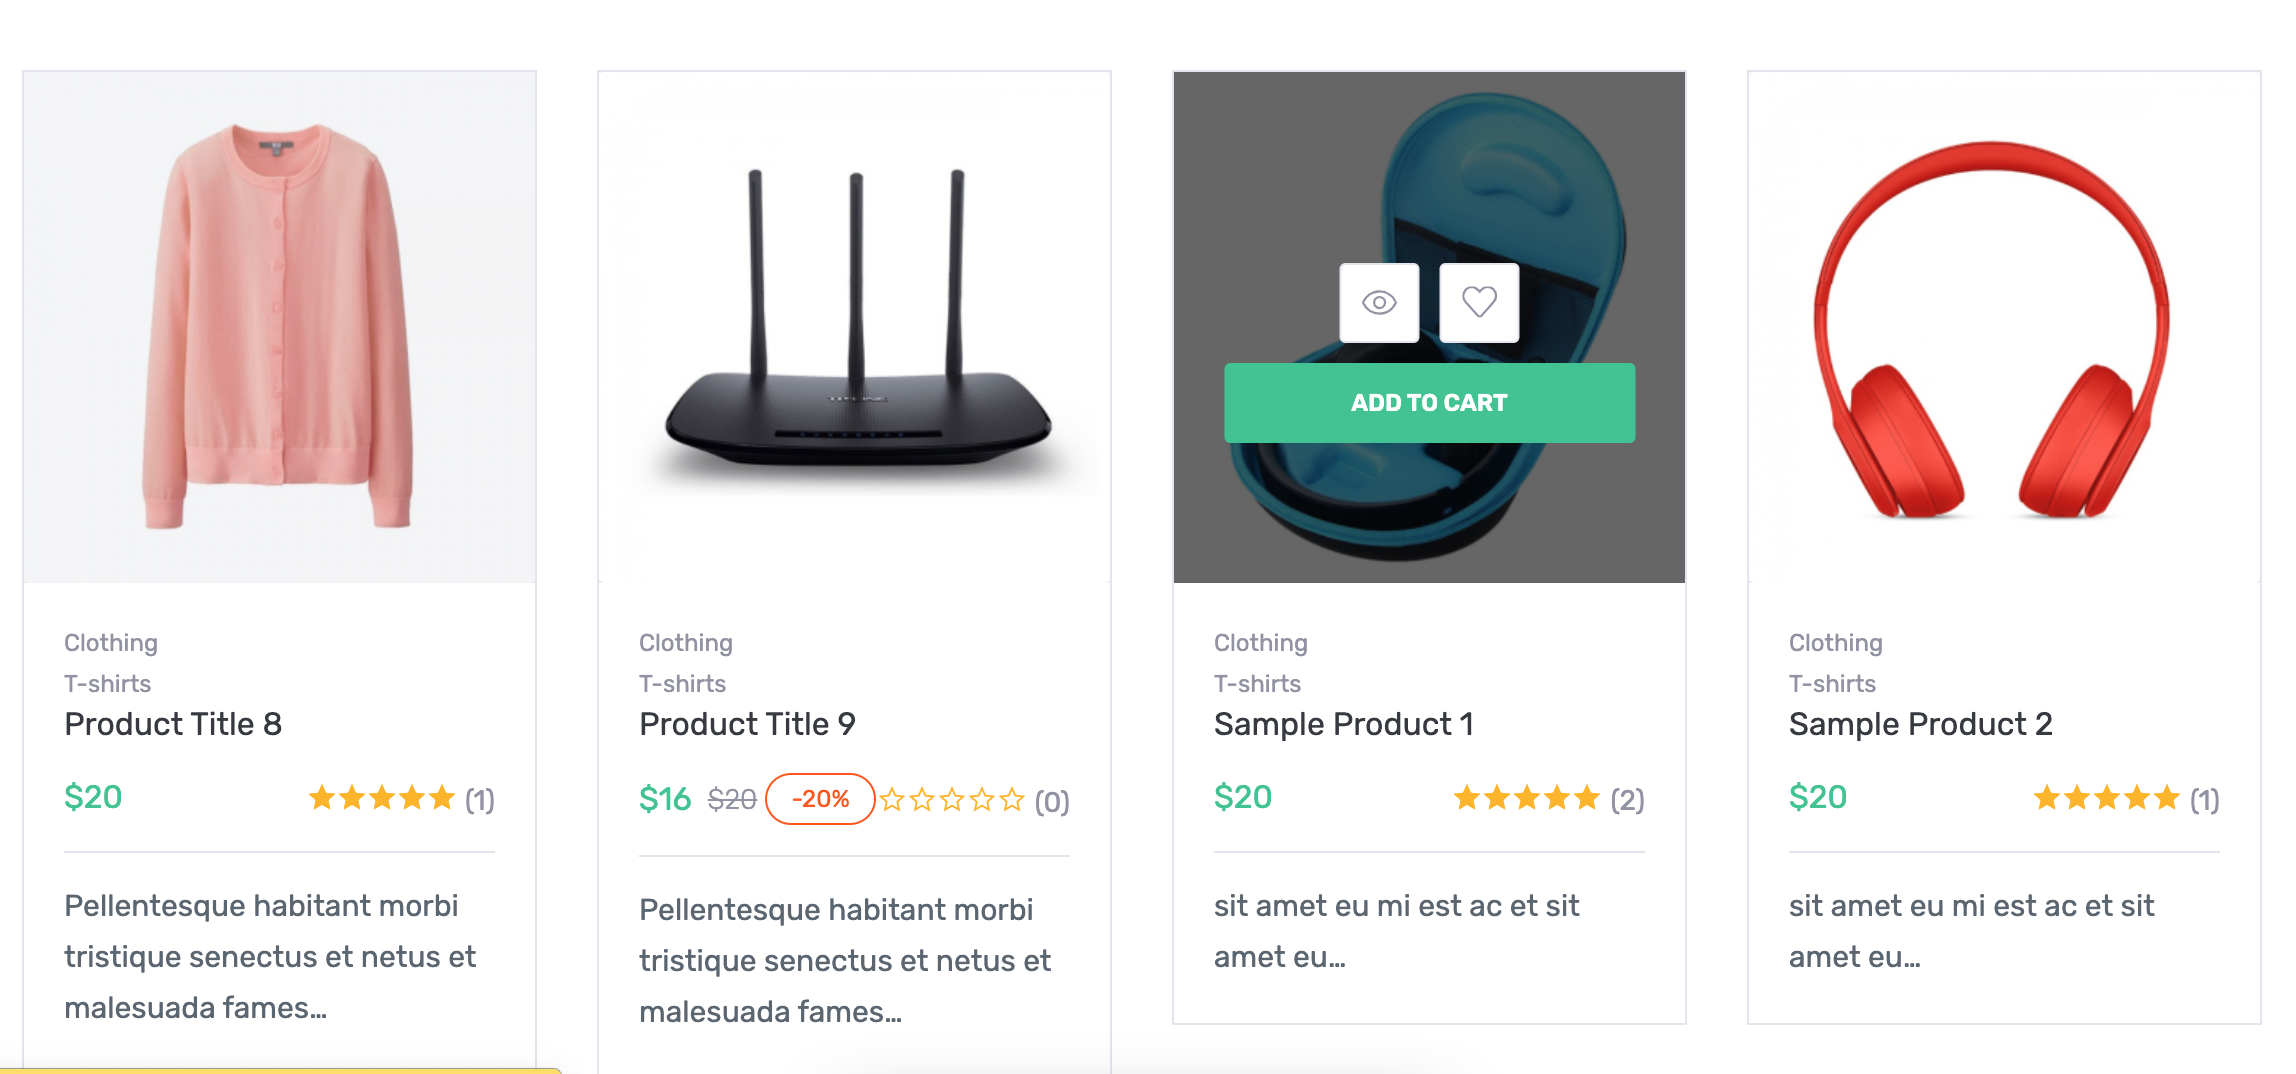 Clothing
T-shirts
Product Title 8
$20 (1)
Pellentesque habitant morbi
tristique senectus et netus et
malesuada fames...
Clothing
T-shirts
Product Title 9
$16 $20 -20% (0)
Pellentesque habitant morbi
tristique senectus et netus et
malesuada fames...
ADD TO CART
Clothing
T-shirts
Sample Product 1
$20 (2)
sit amet eu mi est ac et sit
amet eu...
Clothing
T-shirts
Sample Product 2
$20 (1)
sit amet eu mi est ac et sit
amet eu...